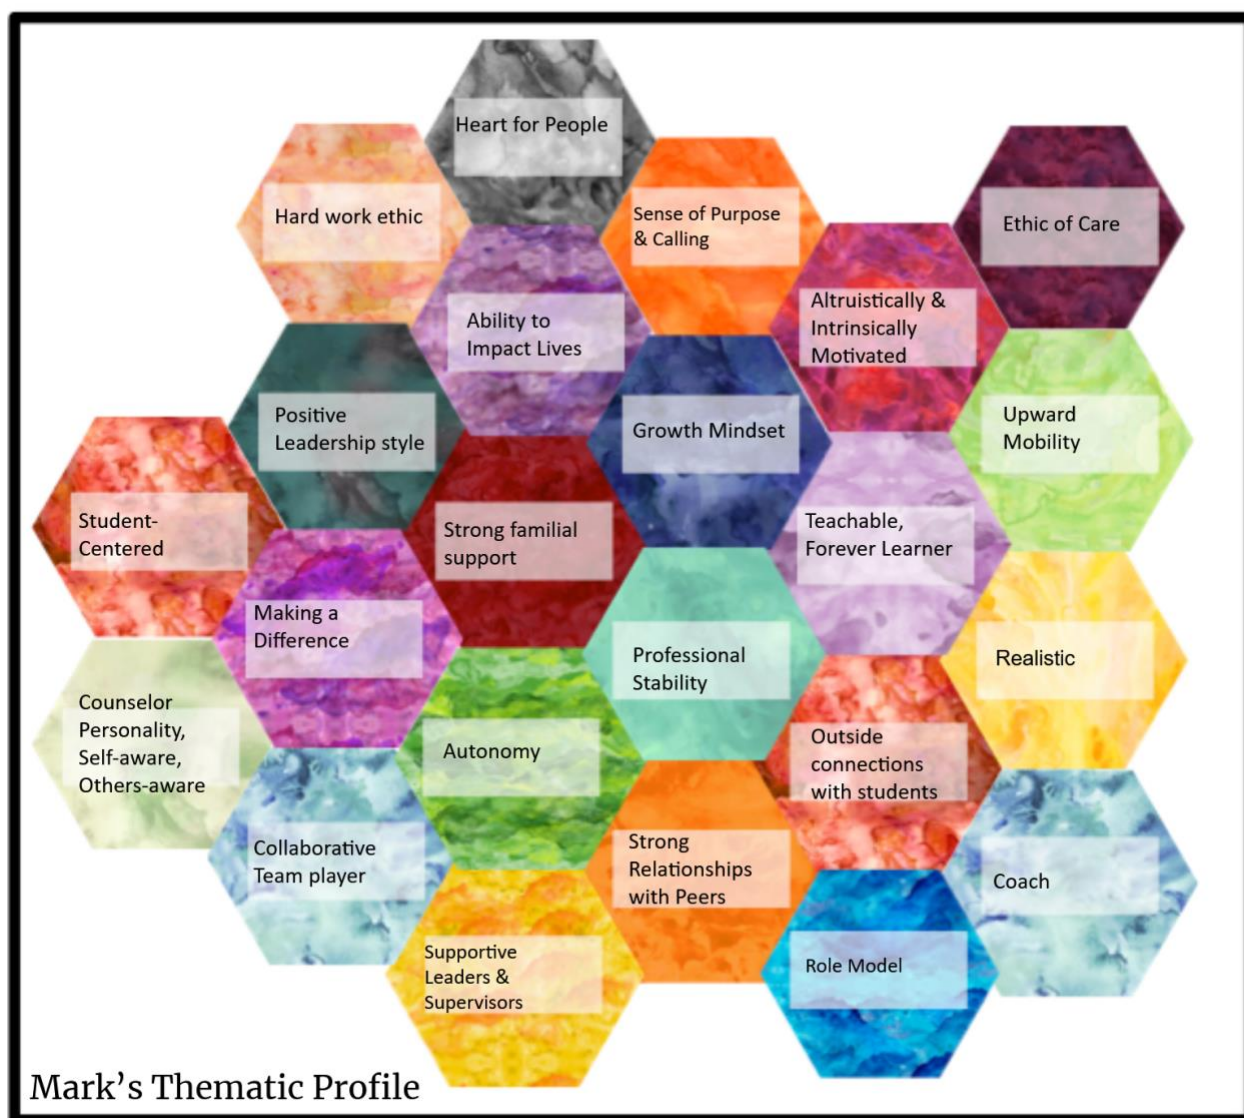 Heart for People
Hard work ethic
Sense of Purpose
& Calling
Ethic of Care
Ability to
Impact Lives
Altruistically &
Intrinsically
Motivated
Positive
Leadership style
Growth Mindset
Upward
Mobility
Student-
Centered
Strong familial
support
Teachable,
Forever Learner
Making a
Difference
Professional
Stability
Realistic
Counselor
Personality,
Self-aware,
Others-aware
Autonomy
Outside
connections
with students
Collaborative
Team player
Strong
Relationships
with Peers
Coach
Supportive
Leaders &
Supervisors
Role Model
Mark’s Thematic Profile